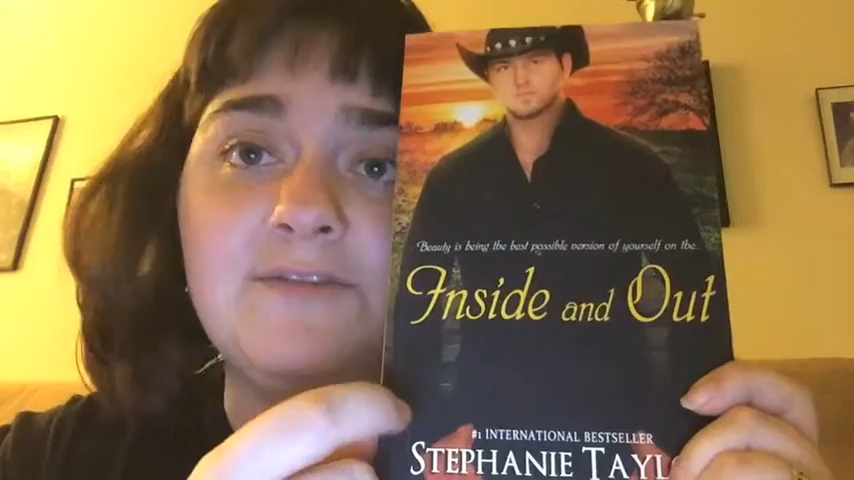 Beauty is being the best possible version of yourself on the...
Inside and Out
#1 INTERNATIONAL BESTSELLER
STEPHANIE TAYL